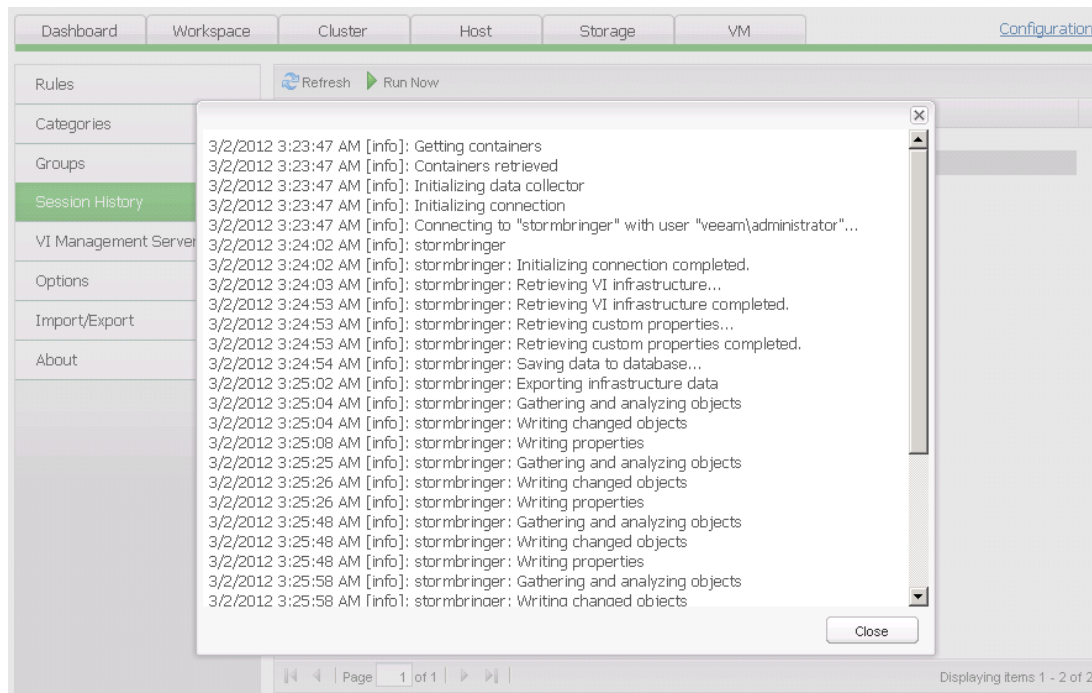 Dashboard Workspace Cluster Host Storage VM Configuration
Rules
Refresh Run Now
Categories
Groups
Session History
VI Management Server
Options
Import/Export
About
3/2/2012 3:23:47 AM [info]: Getting containers
3/2/2012 3:23:47 AM [info]: Containers retrieved
3/2/2012 3:23:47 AM [info]: Initializing data collector
3/2/2012 3:23:47 AM [info]: Initializing connection
3/2/2012 3:23:47 AM [info]: Connecting to "stormbringer" with user "veeam\administrator"...
3/2/2012 3:24:02 AM [info]: stormbringer
3/2/2012 3:24:02 AM [info]: stormbringer: Initializing connection completed.
3/2/2012 3:24:03 AM [info]: stormbringer: Retrieving VI infrastructure...
3/2/2012 3:24:53 AM [info]: stormbringer: Retrieving VI infrastructure completed.
3/2/2012 3:24:53 AM [info]: stormbringer: Retrieving custom properties...
3/2/2012 3:24:53 AM [info]: stormbringer: Retrieving custom properties completed.
3/2/2012 3:24:54 AM [info]: stormbringer: Saving data to database...
3/2/2012 3:25:02 AM [info]: stormbringer: Exporting infrastructure data
3/2/2012 3:25:04 AM [info]: stormbringer: Gathering and analyzing objects
3/2/2012 3:25:04 AM [info]: stormbringer: Writing changed objects
3/2/2012 3:25:08 AM [info]: stormbringer: Writing properties
3/2/2012 3:25:25 AM [info]: stormbringer: Gathering and analyzing objects
3/2/2012 3:25:26 AM [info]: stormbringer: Writing changed objects
3/2/2012 3:25:26 AM [info]: stormbringer: Writing properties
3/2/2012 3:25:48 AM [info]: stormbringer: Gathering and analyzing objects
3/2/2012 3:25:48 AM [info]: stormbringer: Writing changed objects
3/2/2012 3:25:48 AM [info]: stormbringer: Writing properties
3/2/2012 3:25:58 AM [info]: stormbringer: Gathering and analyzing objects
3/2/2012 3:25:58 AM [info]: stormbringer: Writing changed objects
Close
Page 1 of 1
Displaying items 1 - 2 of 2